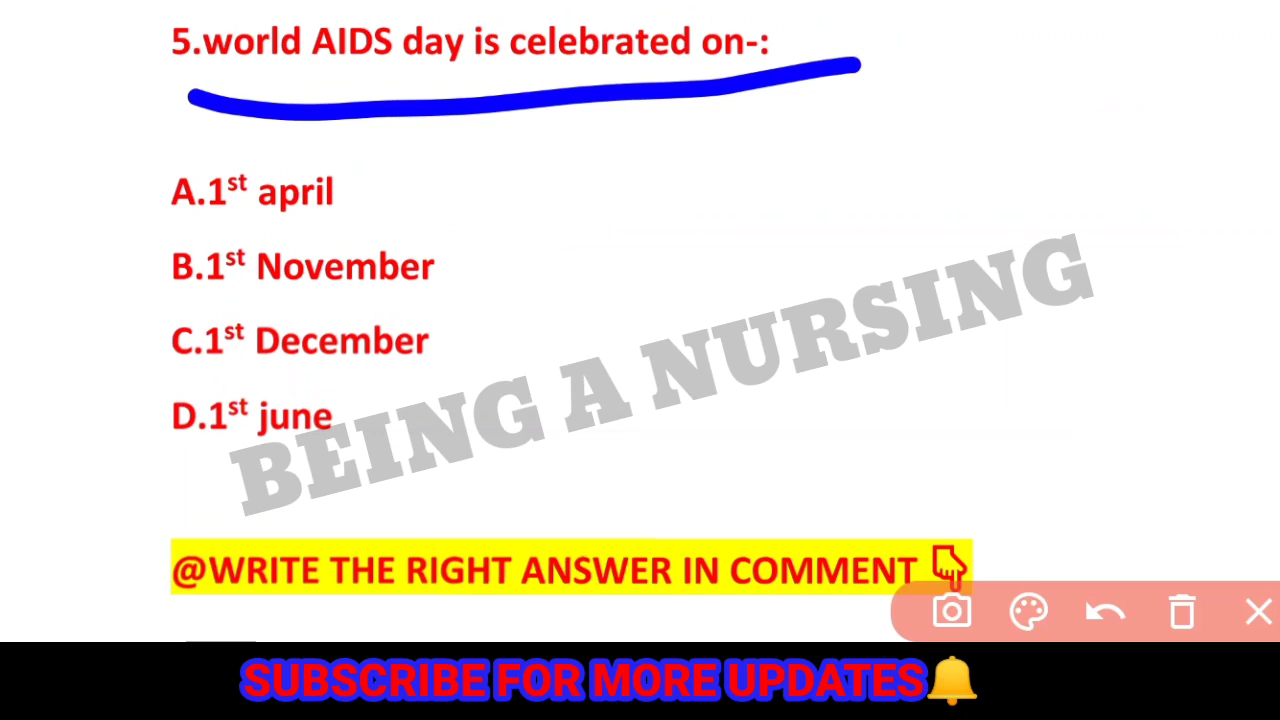 5.world AIDS day is celebrated on-:
A.1st april
B.1st November
C.1st December
D.1st june
BEING A NURSING
@WRITE THE RIGHT ANSWER IN COMMENT
SUBSCRIBE FOR MORE UPDATES🔔